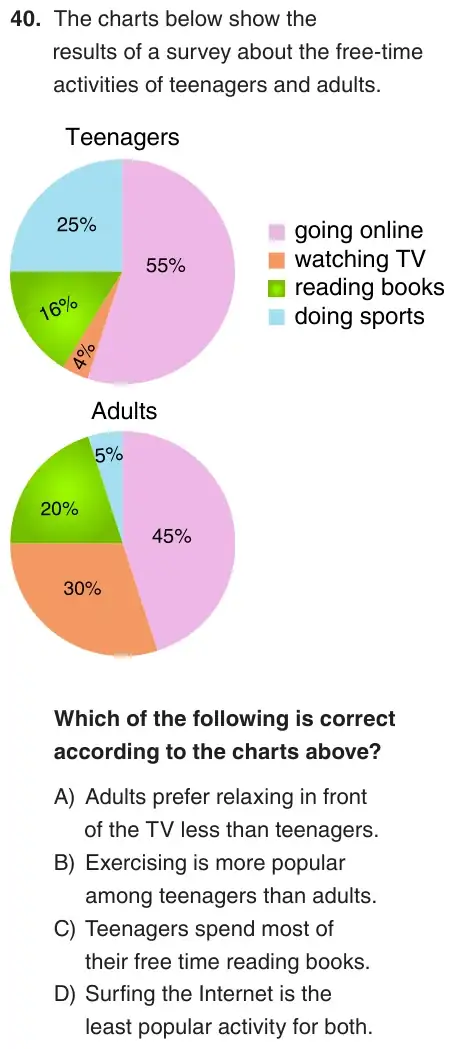 40. The charts below show the
results of a survey about the free-time
activities of teenagers and adults.
Teenagers
25%
55%
16%
4%
going online
watching TV
reading books
doing sports
Adults
5%
20%
45%
30%
Which of the following is correct
according to the charts above?
A) Adults prefer relaxing in front
of the TV less than teenagers.
B) Exercising is more popular
among teenagers than adults.
C) Teenagers spend most of
their free time reading books.
D) Surfing the Internet is the
least popular activity for both.